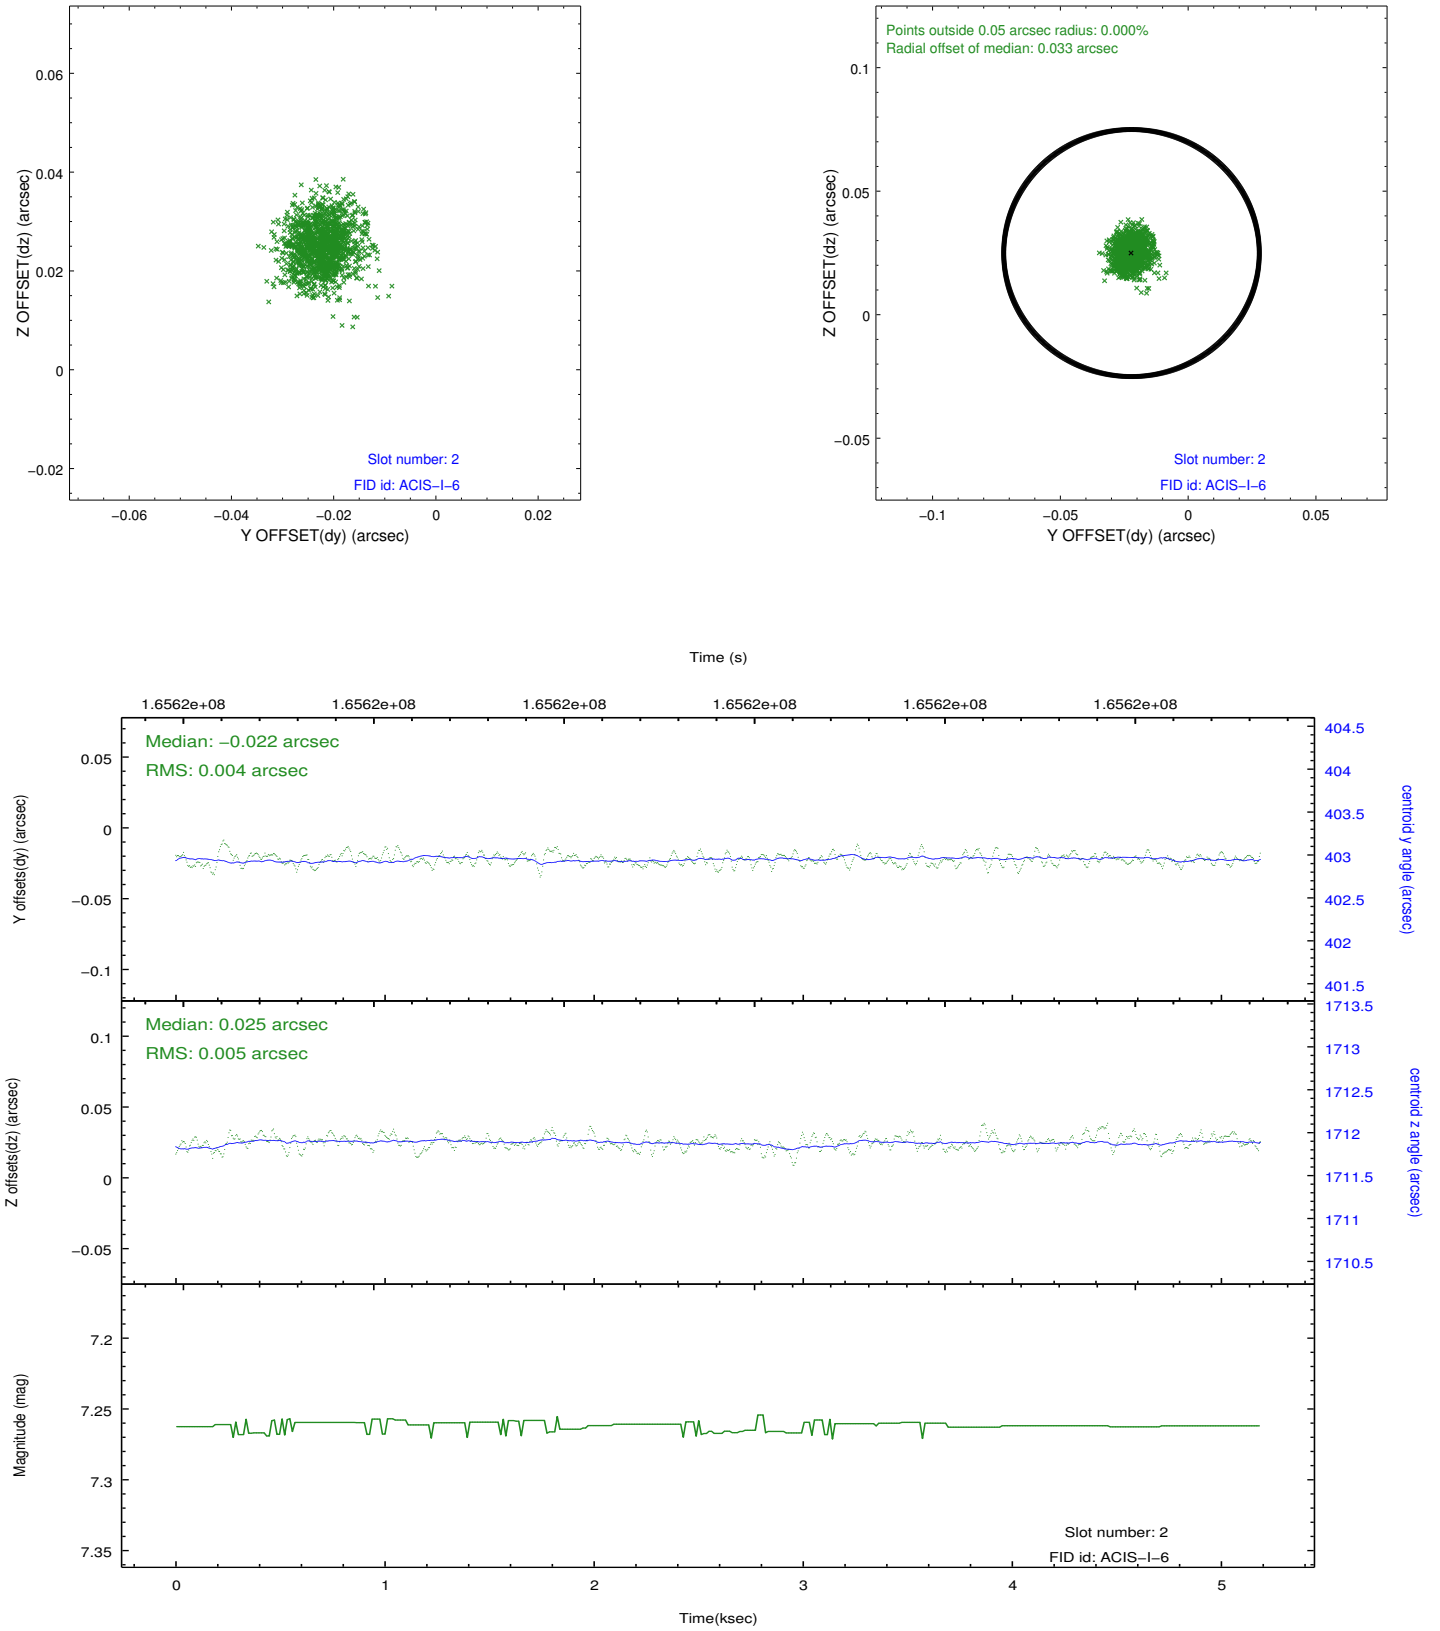 0.06
0.04
0.02
0
−0.02
Z OFFSET(dz) (arcsec)
Slot number: 2
FID id: ACIS−I−6
−0.06
−0.04
−0.02
0
0.02
Y OFFSET(dy) (arcsec)
Points outside 0.05 arcsec radius: 0.000%
Radial offset of median: 0.033 arcsec
0.1
0.05
0
−0.05
Z OFFSET(dz) (arcsec)
Slot number: 2
FID id: ACIS−I−6
−0.1
−0.05
0
0.05
Y OFFSET(dy) (arcsec)
Time (s)
1.6562e+08
1.6562e+08
1.6562e+08
1.6562e+08
1.6562e+08
1.6562e+08
Median: −0.022 arcsec
RMS: 0.004 arcsec
0.05
0
−0.05
−0.1
Y offsets(dy) (arcsec)
404.5
404
403.5
403
402.5
402
401.5
centroid y angle (arcsec)
Median: 0.025 arcsec
RMS: 0.005 arcsec
0.1
0.05
0
−0.05
Z offsets(dz) (arcsec)
1713.5
1713
1712.5
1712
1711.5
1711
1710.5
centroid z angle (arcsec)
7.2
7.25
7.3
7.35
Magnitude (mag)
Slot number: 2
FID id: ACIS−I−6
0
1
2
3
4
5
Time(ksec)